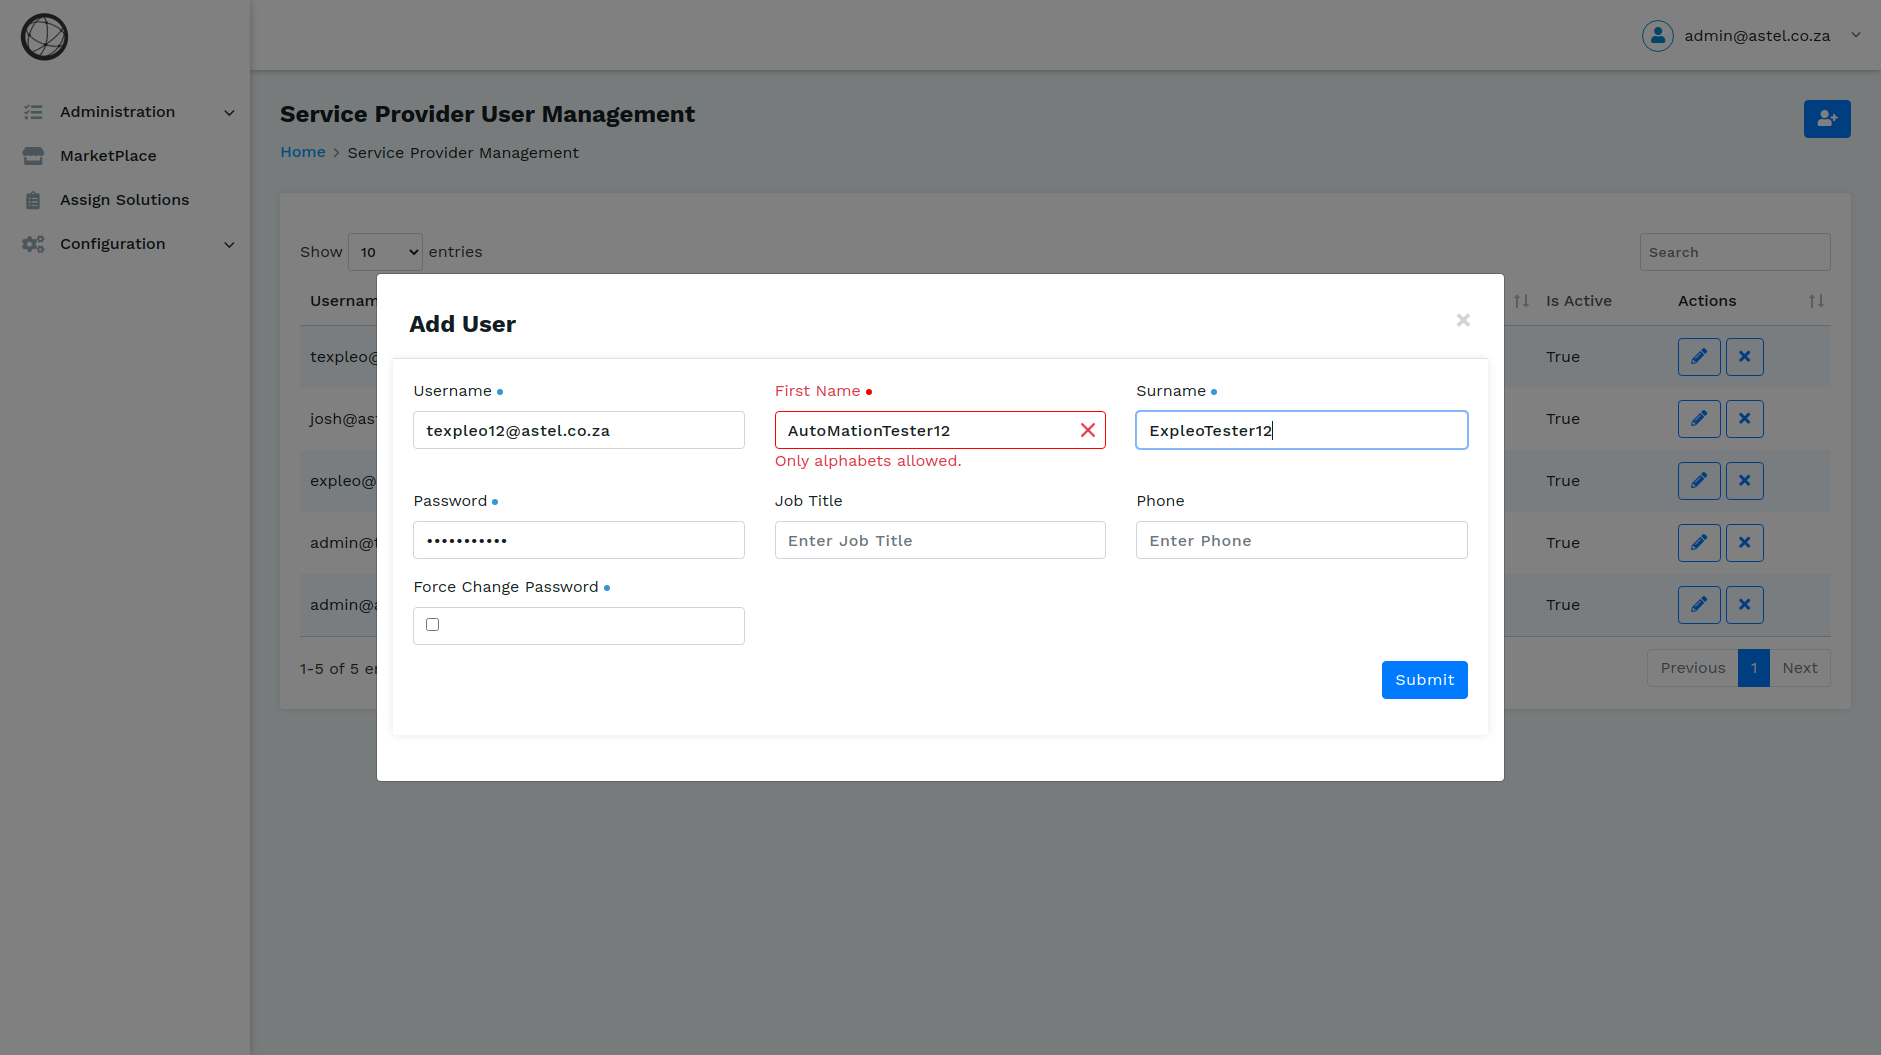 admin@astel.co.za
Administration
MarketPlace
Assign Solutions
Configuration
Service Provider User Management
Home > Service Provider Management
Show 10 entries
Search
Usernam
Is Active
Actions
texpleo@
True
josh@as
True
expleo@
True
admin@
True
admin@
True
1-5 of 5
Previous 1 Next
Add User
×
Username
First Name
Surname
texpleo12@astel.co.za
AutoMationTester12
ExpleoTester12
Only alphabets allowed.
Password
Job Title
Phone
•••••••••••
Enter Job Title
Enter Phone
Force Change Password
Submit